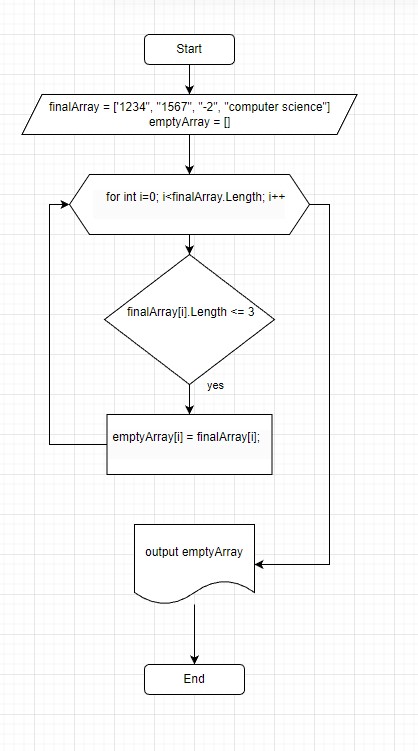 Start
finalArray = ['1234", "1567", "-2", "computer science"]
emptyArray = []
for int i=0; i<finalArray.Length; i++
finalArray[i].Length <= 3
yes
emptyArray[i] = finalArray[i];
output emptyArray
End